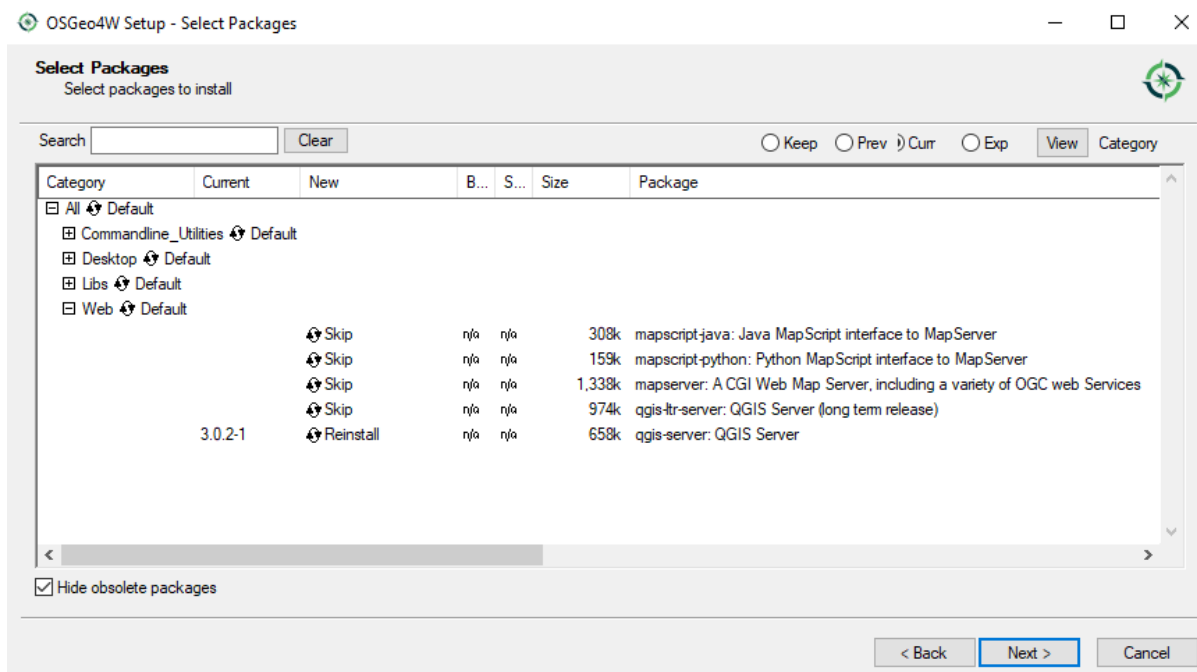 OSGeo4W Setup - Select Packages
Select Packages
Select packages to install
Search Clear Keep Prev Curr Exp View Category
Category Current New B... S... Size Package
All Default
Commandline_Utilities Default
Desktop Default
Libs Default
Web Default
Skip n/a n/a 308k mapscript-java: Java MapScript interface to MapServer
Skip n/a n/a 159k mapscript-python: Python MapScript interface to MapServer
Skip n/a n/a 1,338k mapserver: A CGI Web Map Server, including a variety of OGC web Services
Skip n/a n/a 974k qgis-ltr-server: QGIS Server (long term release)
3.0.2-1 Reinstall n/a n/a 658k qgis-server: QGIS Server
Hide obsolete packages
< Back Next > Cancel